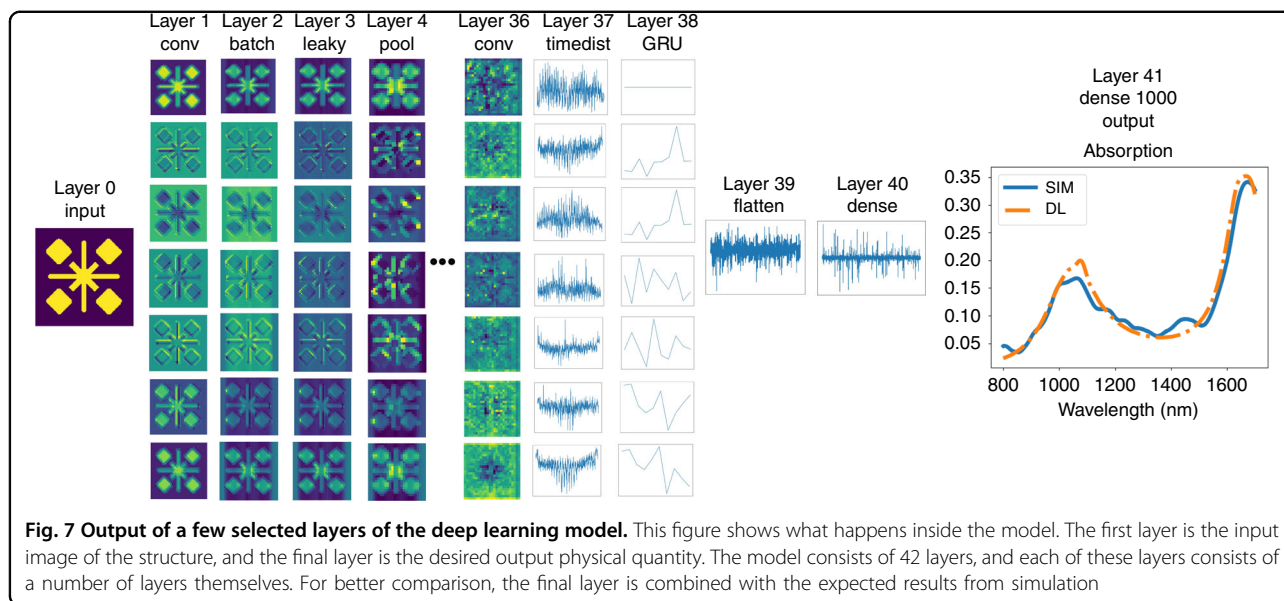 Layer 1 Layer 2 Layer 3 Layer 4 Layer 36 Layer 37 Layer 38
conv batch leaky pool conv timedist GRU
Layer 0
input
•••
Layer 39
flatten
Layer 40
dense
Layer 41
dense 1000
output
Absorption
0.35
0.30
0.25
0.20
0.15
0.10
0.05
SIM
DL
800 1000 1200 1400 1600
Wavelength (nm)
Fig. 7 Output of a few selected layers of the deep learning model. This figure shows what happens inside the model. The first layer is the input
image of the structure, and the final layer is the desired output physical quantity. The model consists of 42 layers, and each of these layers consists of
a number of layers themselves. For better comparison, the final layer is combined with the expected results from simulation